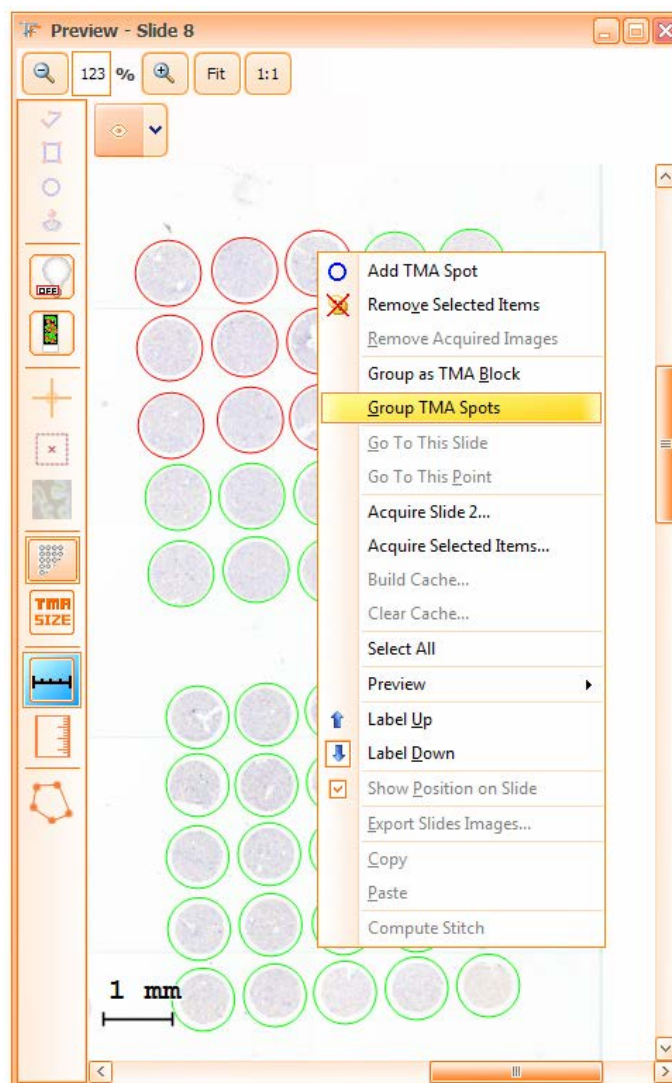 Preview - Slide 8
123 % Fit 1:1
OFF
TMA
SIZE
Add TMA Spot
Remove Selected Items
Remove Acquired Images
Group as TMA Block
Group TMA Spots
Go To This Slide
Go To This Point
Acquire Slide 2...
Acquire Selected Items...
Build Cache...
Clear Cache...
Select All
Preview
Label Up
Label Down
Show Position on Slide
Export Slides Images...
Copy
Paste
Compute Stitch
1 mm